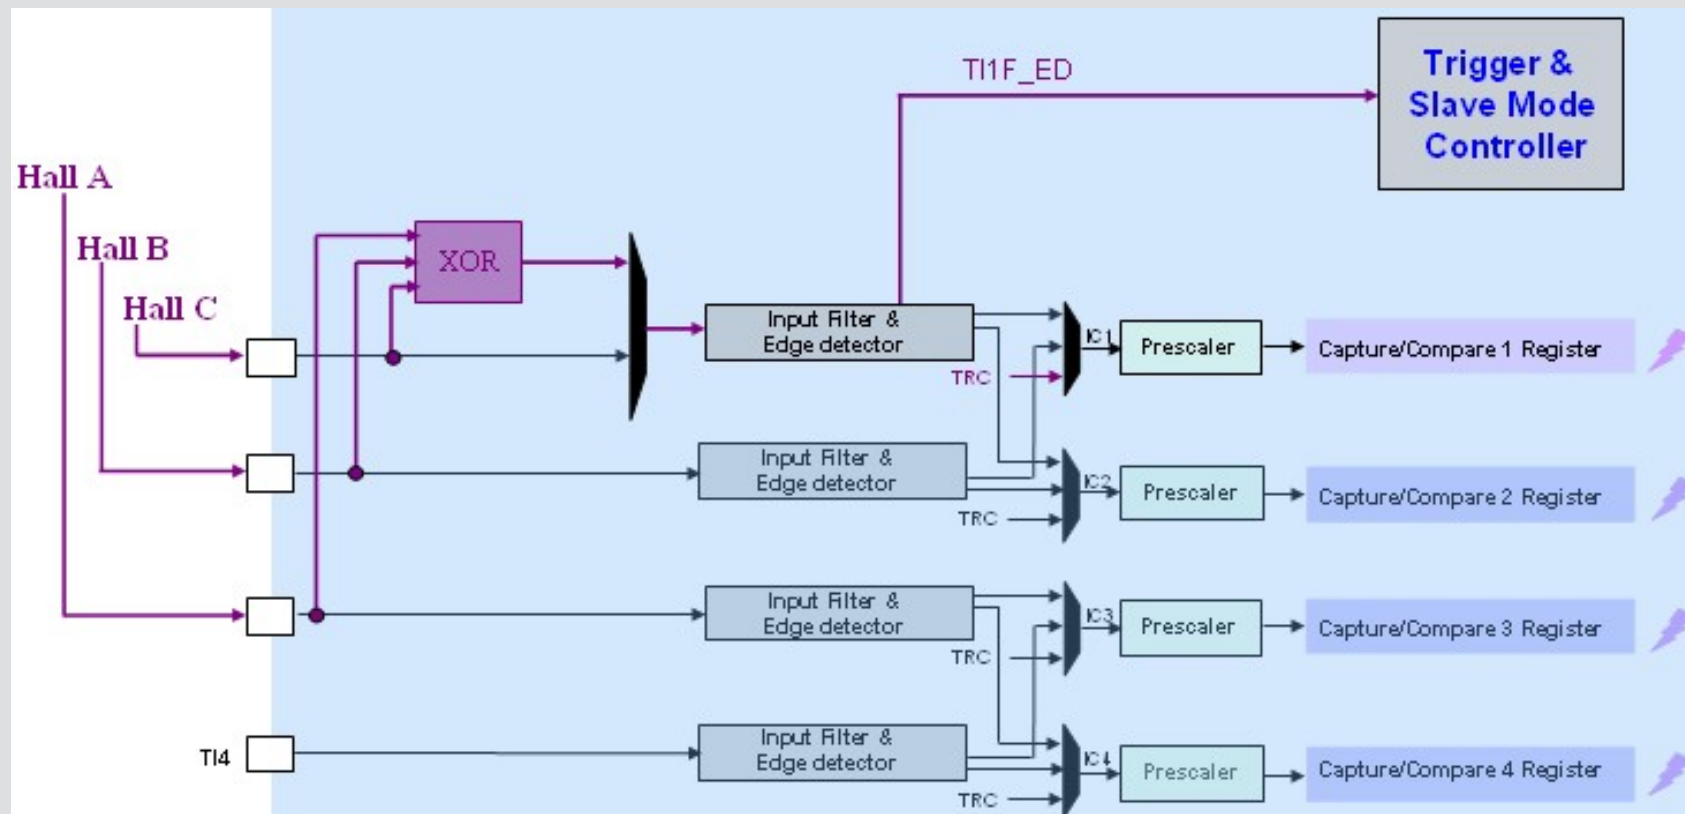 TI1F_ED
Trigger &
Slave Mode
Controller
Hall A
Hall B
Hall C
XOR
Input Filter &
Edge detector
TRC
IC1
Prescaler
Capture/Compare 1 Register
Input Filter &
Edge detector
TRC
IC2
Prescaler
Capture/Compare 2 Register
Input Filter &
Edge detector
TRC
IC3
Prescaler
Capture/Compare 3 Register
TI4
Input Filter &
Edge detector
TRC
IC4
Prescaler
Capture/Compare 4 Register